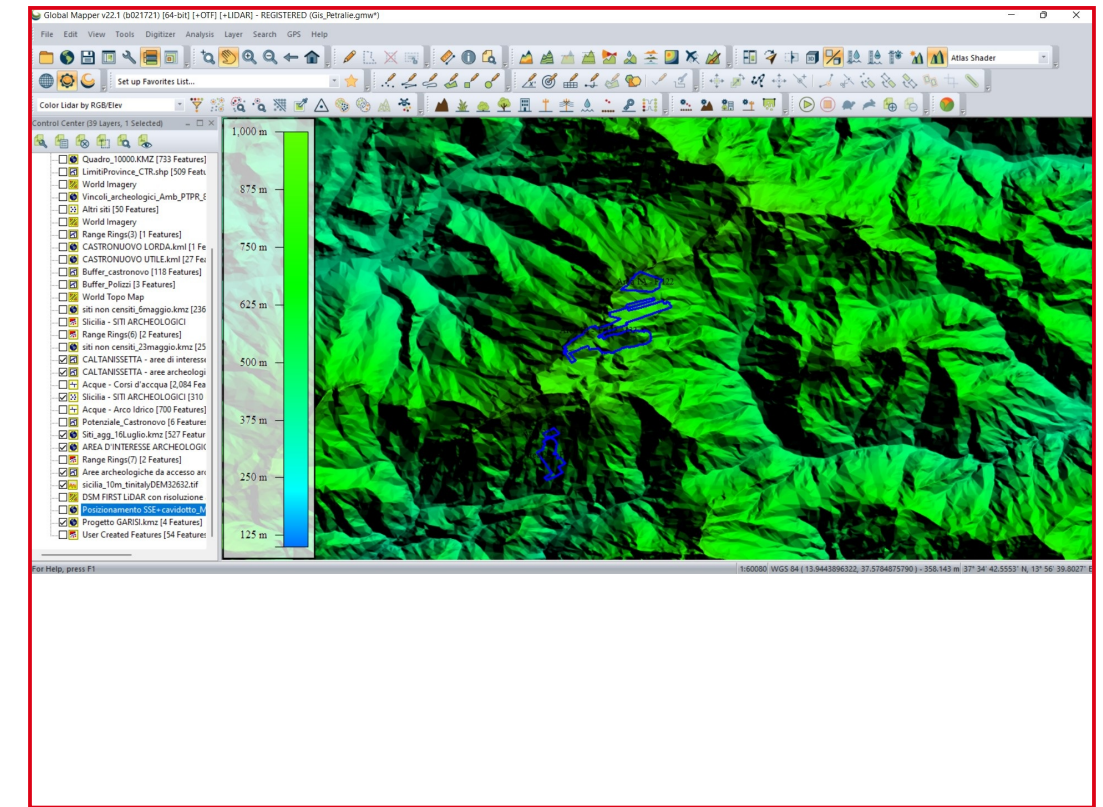 Global Mapper v22.1 (b021721) [64-bit] [+OTF] [+LIDAR] - REGISTERED (Gis_Petralie.gmw*)
File Edit View Tools Digitizer Analysis Layer Search GPS Help
Atlas Shader
Set up Favorites List...
Color Lidar by RGB/Elev
Control Center (39 Layers, 1 Selected)
Quadro_10000.KMZ [733 Features]
LimitiProvince_CTR.shp [509 Featu
World Imagery
Vincoli_archeologici_Amb_PTPR_
Altri siti [50 Features]
World Imagery
Range Rings(3) [1 Features]
CASTRONUOVO LORDA.kml [1 Fe
CASTRONUOVO UTILE.kml [27 Fe
Buffer_castronovo [118 Features]
Buffer_Polizzi [3 Features]
World Topo Map
siti non censiti_6maggio.kmz [236
Slicilia - SITI ARCHEOLOGICI
Range Rings(6) [2 Features]
siti non censiti_23maggio.kmz [25
CALTANISSETTA - aree di interesse
CALTANISSETTA - aree archeologi
Acque - Corsi d'accqua [2,084 Fea
Slicilia - SITI ARCHEOLOGICI [310
Acque - Arco Idrico [700 Features]
Potenziale_Castronovo [6 Features
Siti_agg_16Luglio.kmz [527 Featur
AREA D'INTERESSE ARCHEOLOGI
Range Rings(7) [2 Features]
Aree archeologiche da accesso ar
sicilia_10m_tinitalyDEM32632.tif
DSM FIRST LiDAR con risoluzione
Posizionamento SSE+cavidotto_M
Progetto GARISI.kmz [4 Features]
User Created Features [54 Features
1,000 m
875 m
750 m
625 m
500 m
375 m
250 m
125 m
For Help, press F1
1:60080 WGS 84 ( 13.9443896322, 37.5784875790 ) - 358.143 m 37° 34' 42.5553" N, 13° 56' 39.8027" E